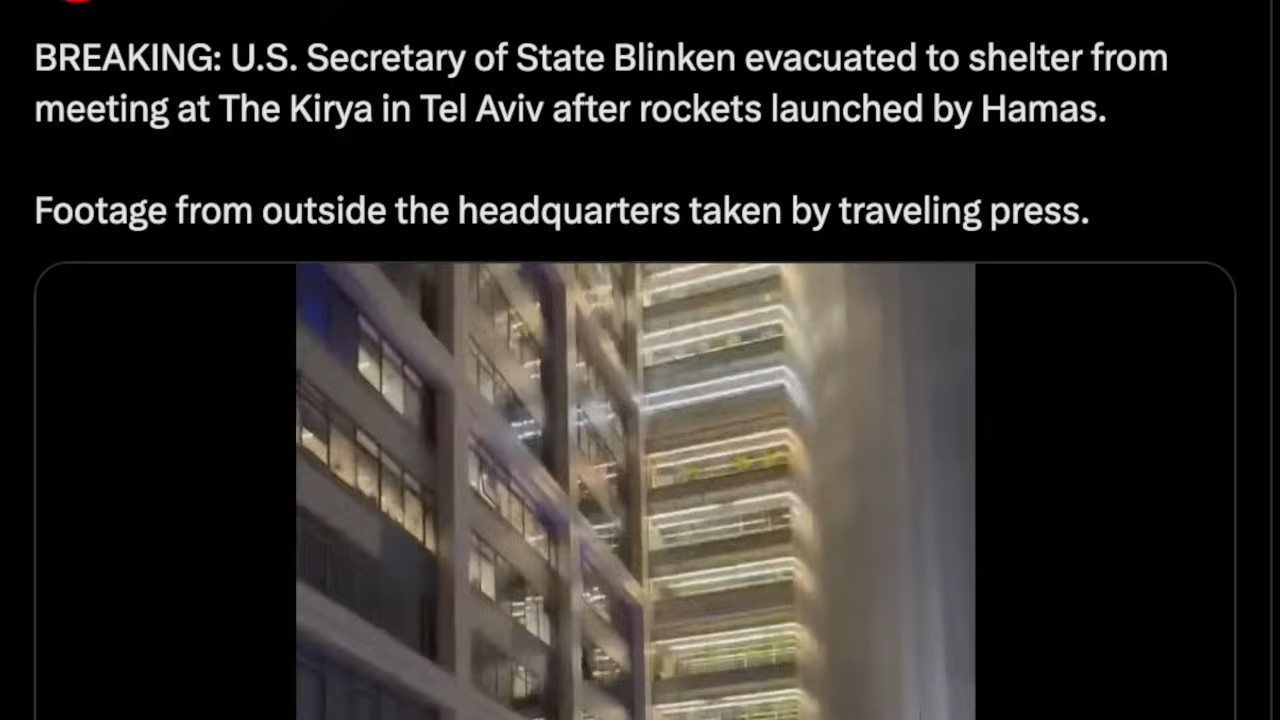 BREAKING: U.S. Secretary of State Blinken evacuated to shelter from
meeting at The Kirya in Tel Aviv after rockets launched by Hamas.
Footage from outside the headquarters taken by traveling press.